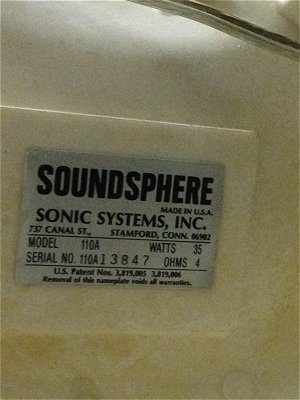 SOUNDSPHERE
MADE IN U.S.A.
SONIC SYSTEMS, INC.
737 CANAL ST., STAMFORD, CONN. 06902
MODEL 110A WATTS 35
SERIAL NO. 110A13847 OHMS 4
U.S. Patent Nos. 3,819,005 3,819,006
Removal of this nameplate voids all warranties.